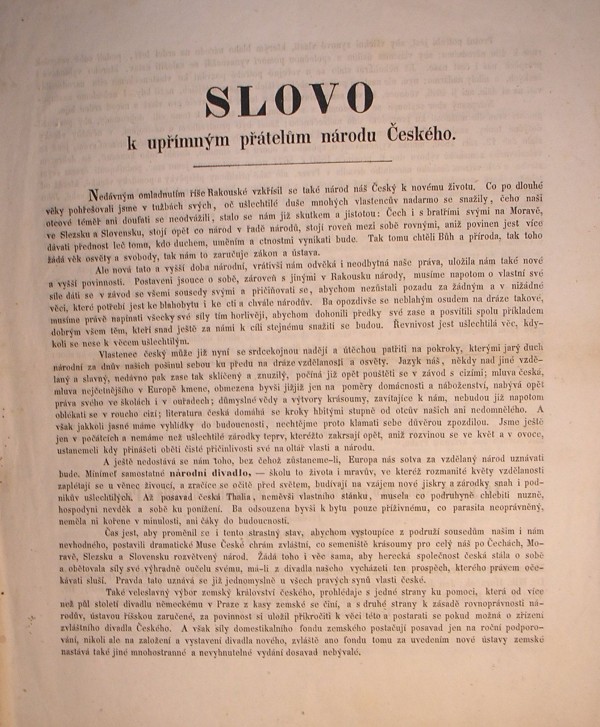 SLOVO
k upřímným přátelům národu Českého.
Nedávným omladnutím říše Rakouské vzkřísil se také národ náš Český k novému životu. Co po dlouhé
věky pohřešovali jsme v tužbách svých, oč ušlechtilé duše mnohých vlastencův nadarmo se snažily, čeho naši
otcové téměř ani doufati se neodvážili, stalo se nám již skutkem a jistotou: Čech i s bratřími svými na Moravě,
ve Slezsku a Slovensku, stojí opět co národ v řadě národů, stojí roveň mezi sobě rovnými, aniž povinen jest více
dávati přednost leč tomu, kdo duchem, uměním a ctnostmi vynikati bude. Tak tomu chtěli Bůh a příroda, tak toho
žádá věk osvěty a svobody, tak nám to zaručuje zákon a ústava.
Ale nová tato a vyšší doba národní, vrátivši nám odvěká i neodbytná naše práva, uložila nám také nové
a vyšší povinnosti. Postaveni jsouce o sobě, zároveň s jinými v Rakousku národy, musíme napotom o vlastní své
síle dáti se v závod se všemi sousedy svými a přičiňovati se, abychom nezůstali pozadu za žádným a v nižádné
věci, které potřebí jest ke blahobytu i ke cti a chvále národův. Ba opozdivše se neblahým osudem na dráze takové,
musíme právě napínati všecky své síly tím horlivěji, abychom dohonili předky své zase a posvítili spolu příkladem
dobrým všem těm, kteří snad ještě za námi k cíli stejnému snažiti se budou. Řevnivost jest ušlechtilá věc, kdy-
koli se nese k věcem ušlechtilým.
Vlastenec český může již nyní se srdcekojnou nadějí a útěchou patřiti na pokroky, kterými jarý duch
národní za dnův našich pošinul sebou ku předu na dráze vzdělanosti a osvěty. Jazyk náš, někdy nad jiné vzdě-
laný a slavný, nedávno pak zase tak sklíčený a znuzilý, počíná již opět pouštěti se v závod s cizími; mluva česká,
mluva nejčetnějšího v Europě kmene, obmezena byvši jižjiž jen na poměry domácnosti a náboženství, nabývá opět
práva svého ve školách i v ouřadech; důmyslné vědy a výtvory krásoumy, zavítajíce k nám, nebudou již napotom
oblékati se v roucho cizí; literatura česká domáhá se kroky hbitými stupně od otcův našich ani nedomnělého. A
však jakkoli jasné máme vyhlídky do budoucnosti, nechtějme proto klamati sebe důvěrou zpozdilou. Jsme ještě
jen v počátcích a nemáme než ušlechtilé zárodky teprv, kteréžto zakrsají opět, aniž rozvinou se ve květ a v ovoce,
ustaneme​li kdy přinášeti oběti čisté přičinlivosti své na oltář vlasti a národu.
A ještě nedostává se nám toho, bez čehož zůstaneme-li, Europa nás sotva za vzdělaný národ uznávati
bude. Mínímeť samostatné národní divadlo, — školu to života i mravův, ve kteréž rozmanité květy vzdělanosti
zaplétají se u věnec živoucí, a zračíce se očitě před světem, budívají na vzájem nové jiskry a zárodky snah i pod-
nikův ušlechtilých. Až posavad česká Thalia, neměvši vlastního stánku, musela co podruhyně chlebiti nuzně,
hospodyni nevděk a sobě ku ponížení. Ba odsouzena byvši k bytu pouze příživnému, co parasita neoprávněný,
neměla ni kořene v minulosti, ani čáky do budoucnosti.
Čas jest, aby proměnil ce i tento strastný stav, abychom vystoupíce z podruží sousedům našim i nám
nevhodného, postavili dramatické Muse České chrám zvláštní, co semeniště krásoumy pro celý náš po Čechách, Mo-
ravě, Slezsku a Slovensku rozvětvený národ. Žádá toho i věc sama, aby herecká společnost česká stála o sobě
a obětovala síly své výhradně oučelu svému, má-li z divadla našeho vycházeti ten prospěch, kterého právem oče-
kávati sluší. Pravda tato uznává se již jednomyslně u všech pravých synů vlasti české.
Také veleslavný výbor zemský království českého, prohlédaje s jedné strany ku pomoci, která od více
než půl století divadlu německému v Praze z kasy zemské se činí, a s druhé strany k zásadě rovnoprávnosti ná-
rodův, ústavou říšskou zaručené, za povinnost si uložil přikročiti k věci této a postarati se pokud možná o zřízení
zvláštního divadla Českého. A však síly domestikalního fondu zemského postačují posavad jen na roční podporo-
vání, nikoli ale na založení a vystavení divadla nového, zvláště ano fondu tomu za uvedením nové ústavy zemské
nastává také jiné mnohostranné a nevyhnutelné vydání dosavad nebývalé.